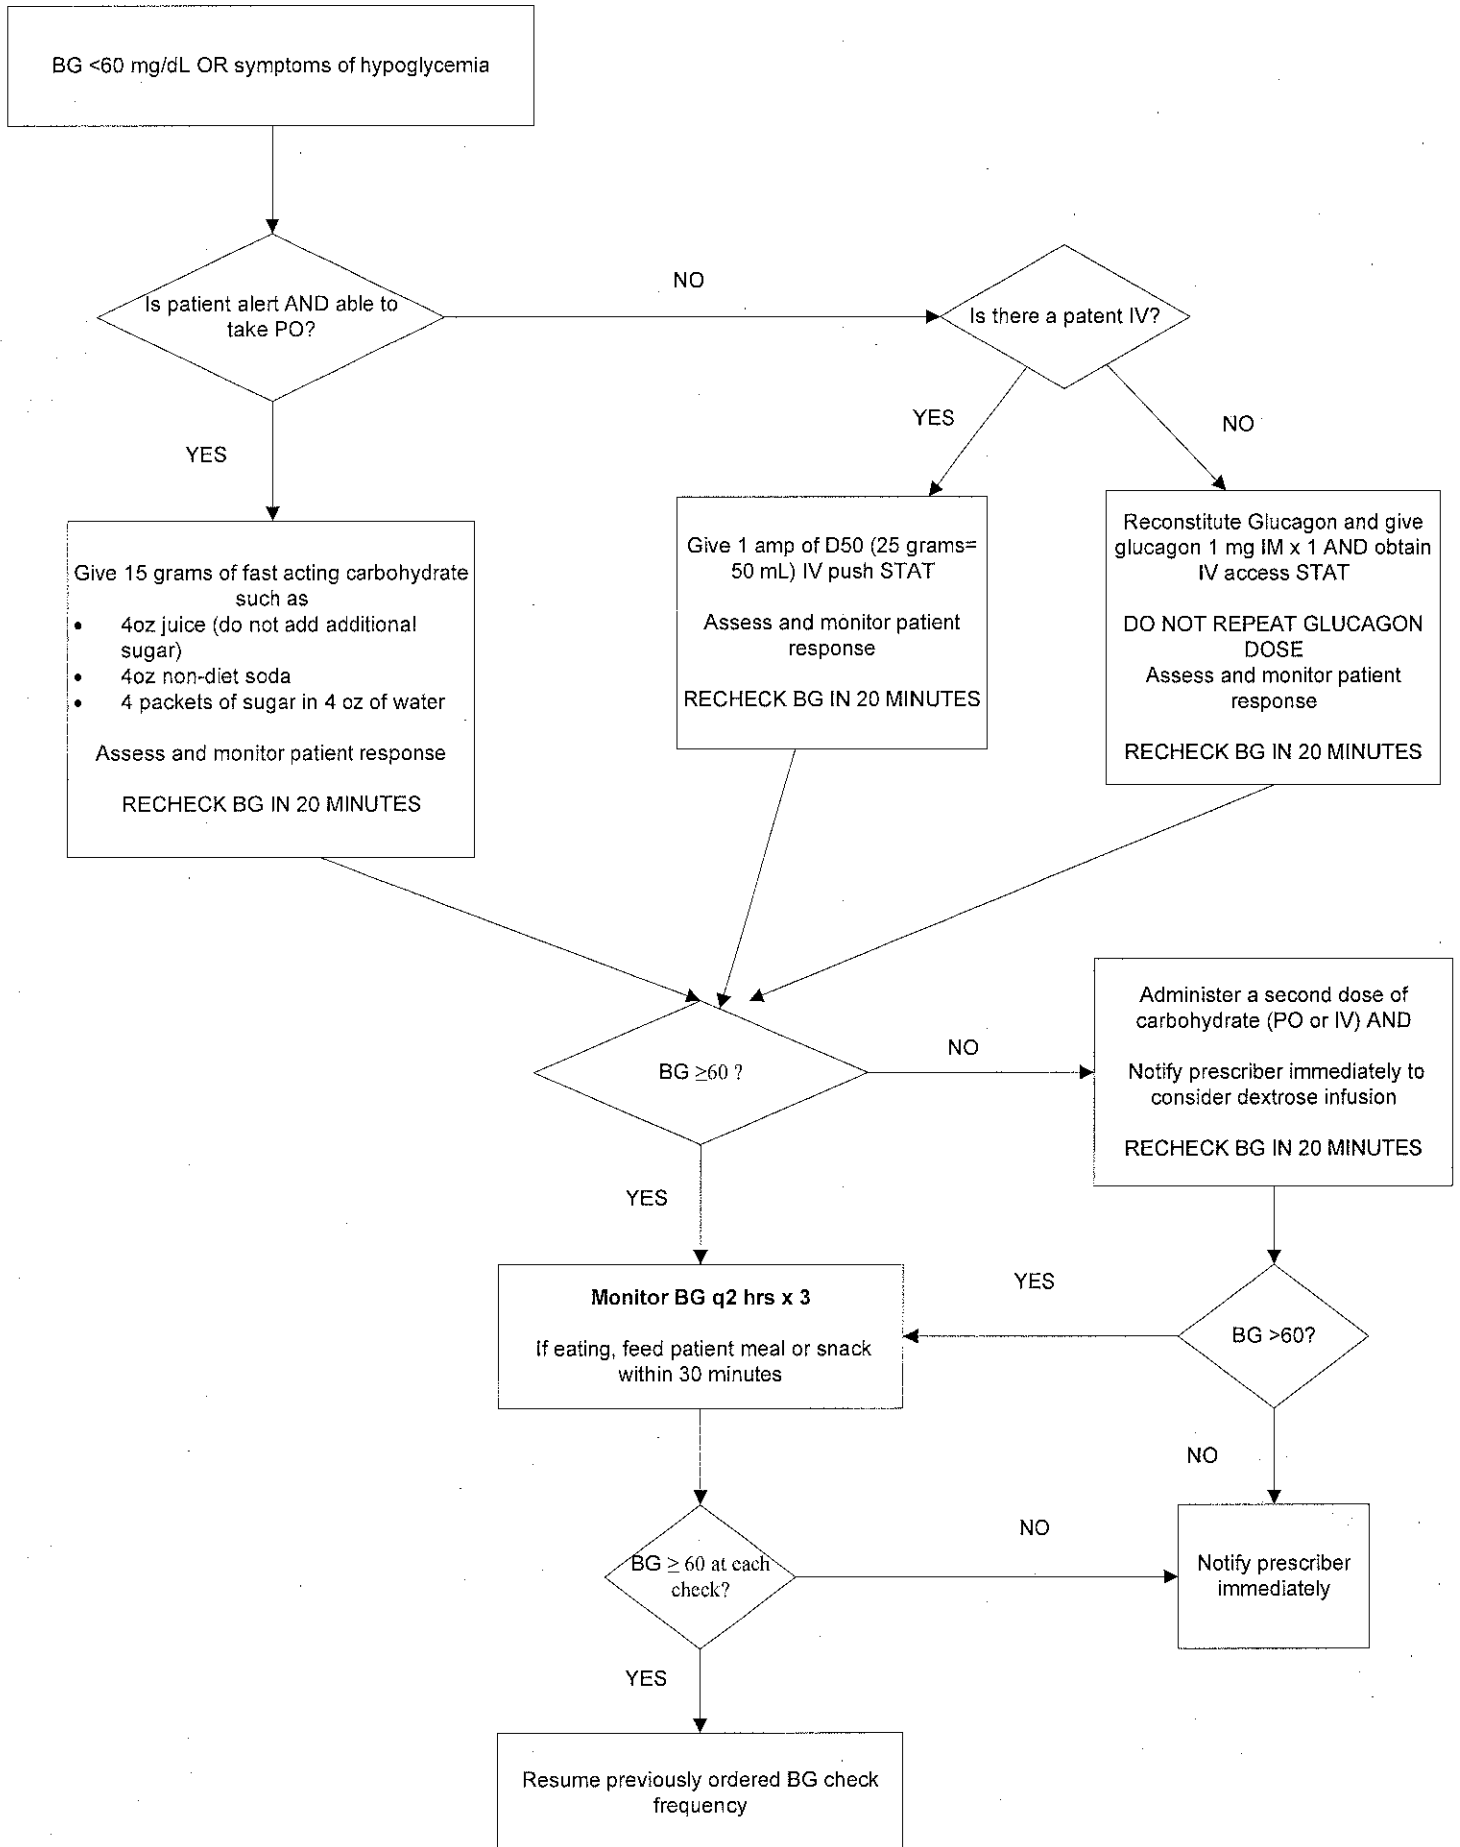 BG <60 mg/dL OR symptoms of hypoglycemia
Is patient alert AND able to
take PO?
NO
Is there a patent IV?
YES
YES
NO
Give 15 grams of fast acting carbohydrate
such as
• 4oz juice (do not add additional
sugar)
• 4oz non-diet soda
• 4 packets of sugar in 4 oz of water
Assess and monitor patient response
RECHECK BG IN 20 MINUTES
Give 1 amp of D50 (25 grams=
50 mL) IV push STAT
Assess and monitor patient
response
RECHECK BG IN 20 MINUTES
Reconstitute Glucagon and give
glucagon 1 mg IM x 1 AND obtain
IV access STAT
DO NOT REPEAT GLUCAGON
DOSE
Assess and monitor patient
response
RECHECK BG IN 20 MINUTES
BG ≥60 ?
NO
Administer a second dose of
carbohydrate (PO or IV) AND
Notify prescriber immediately to
consider dextrose infusion
RECHECK BG IN 20 MINUTES
YES
Monitor BG q2 hrs x 3
If eating, feed patient meal or snack
within 30 minutes
YES
BG >60?
NO
BG ≥ 60 at each
check?
NO
Notify prescriber
immediately
YES
Resume previously ordered BG check
frequency